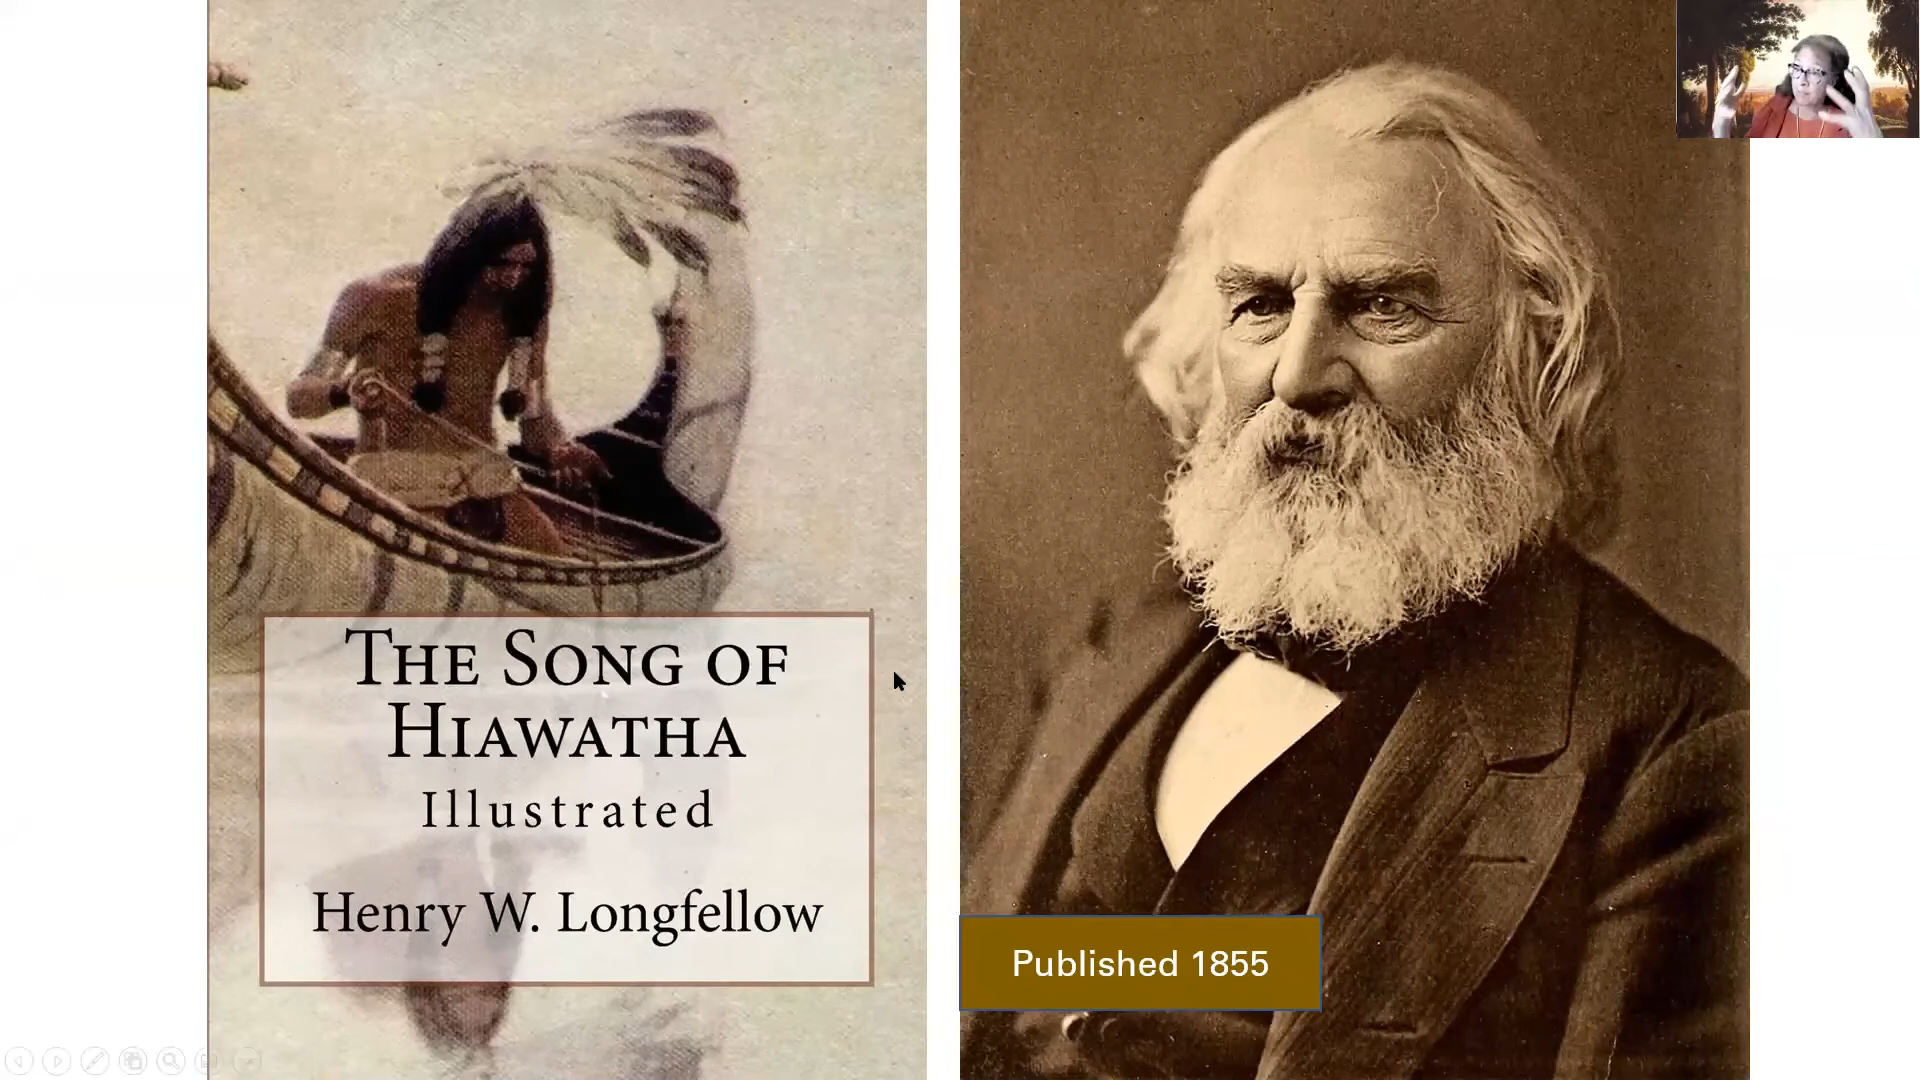 The Song of
Hiawatha
Illustrated
Henry W. Longfellow
Published 1855